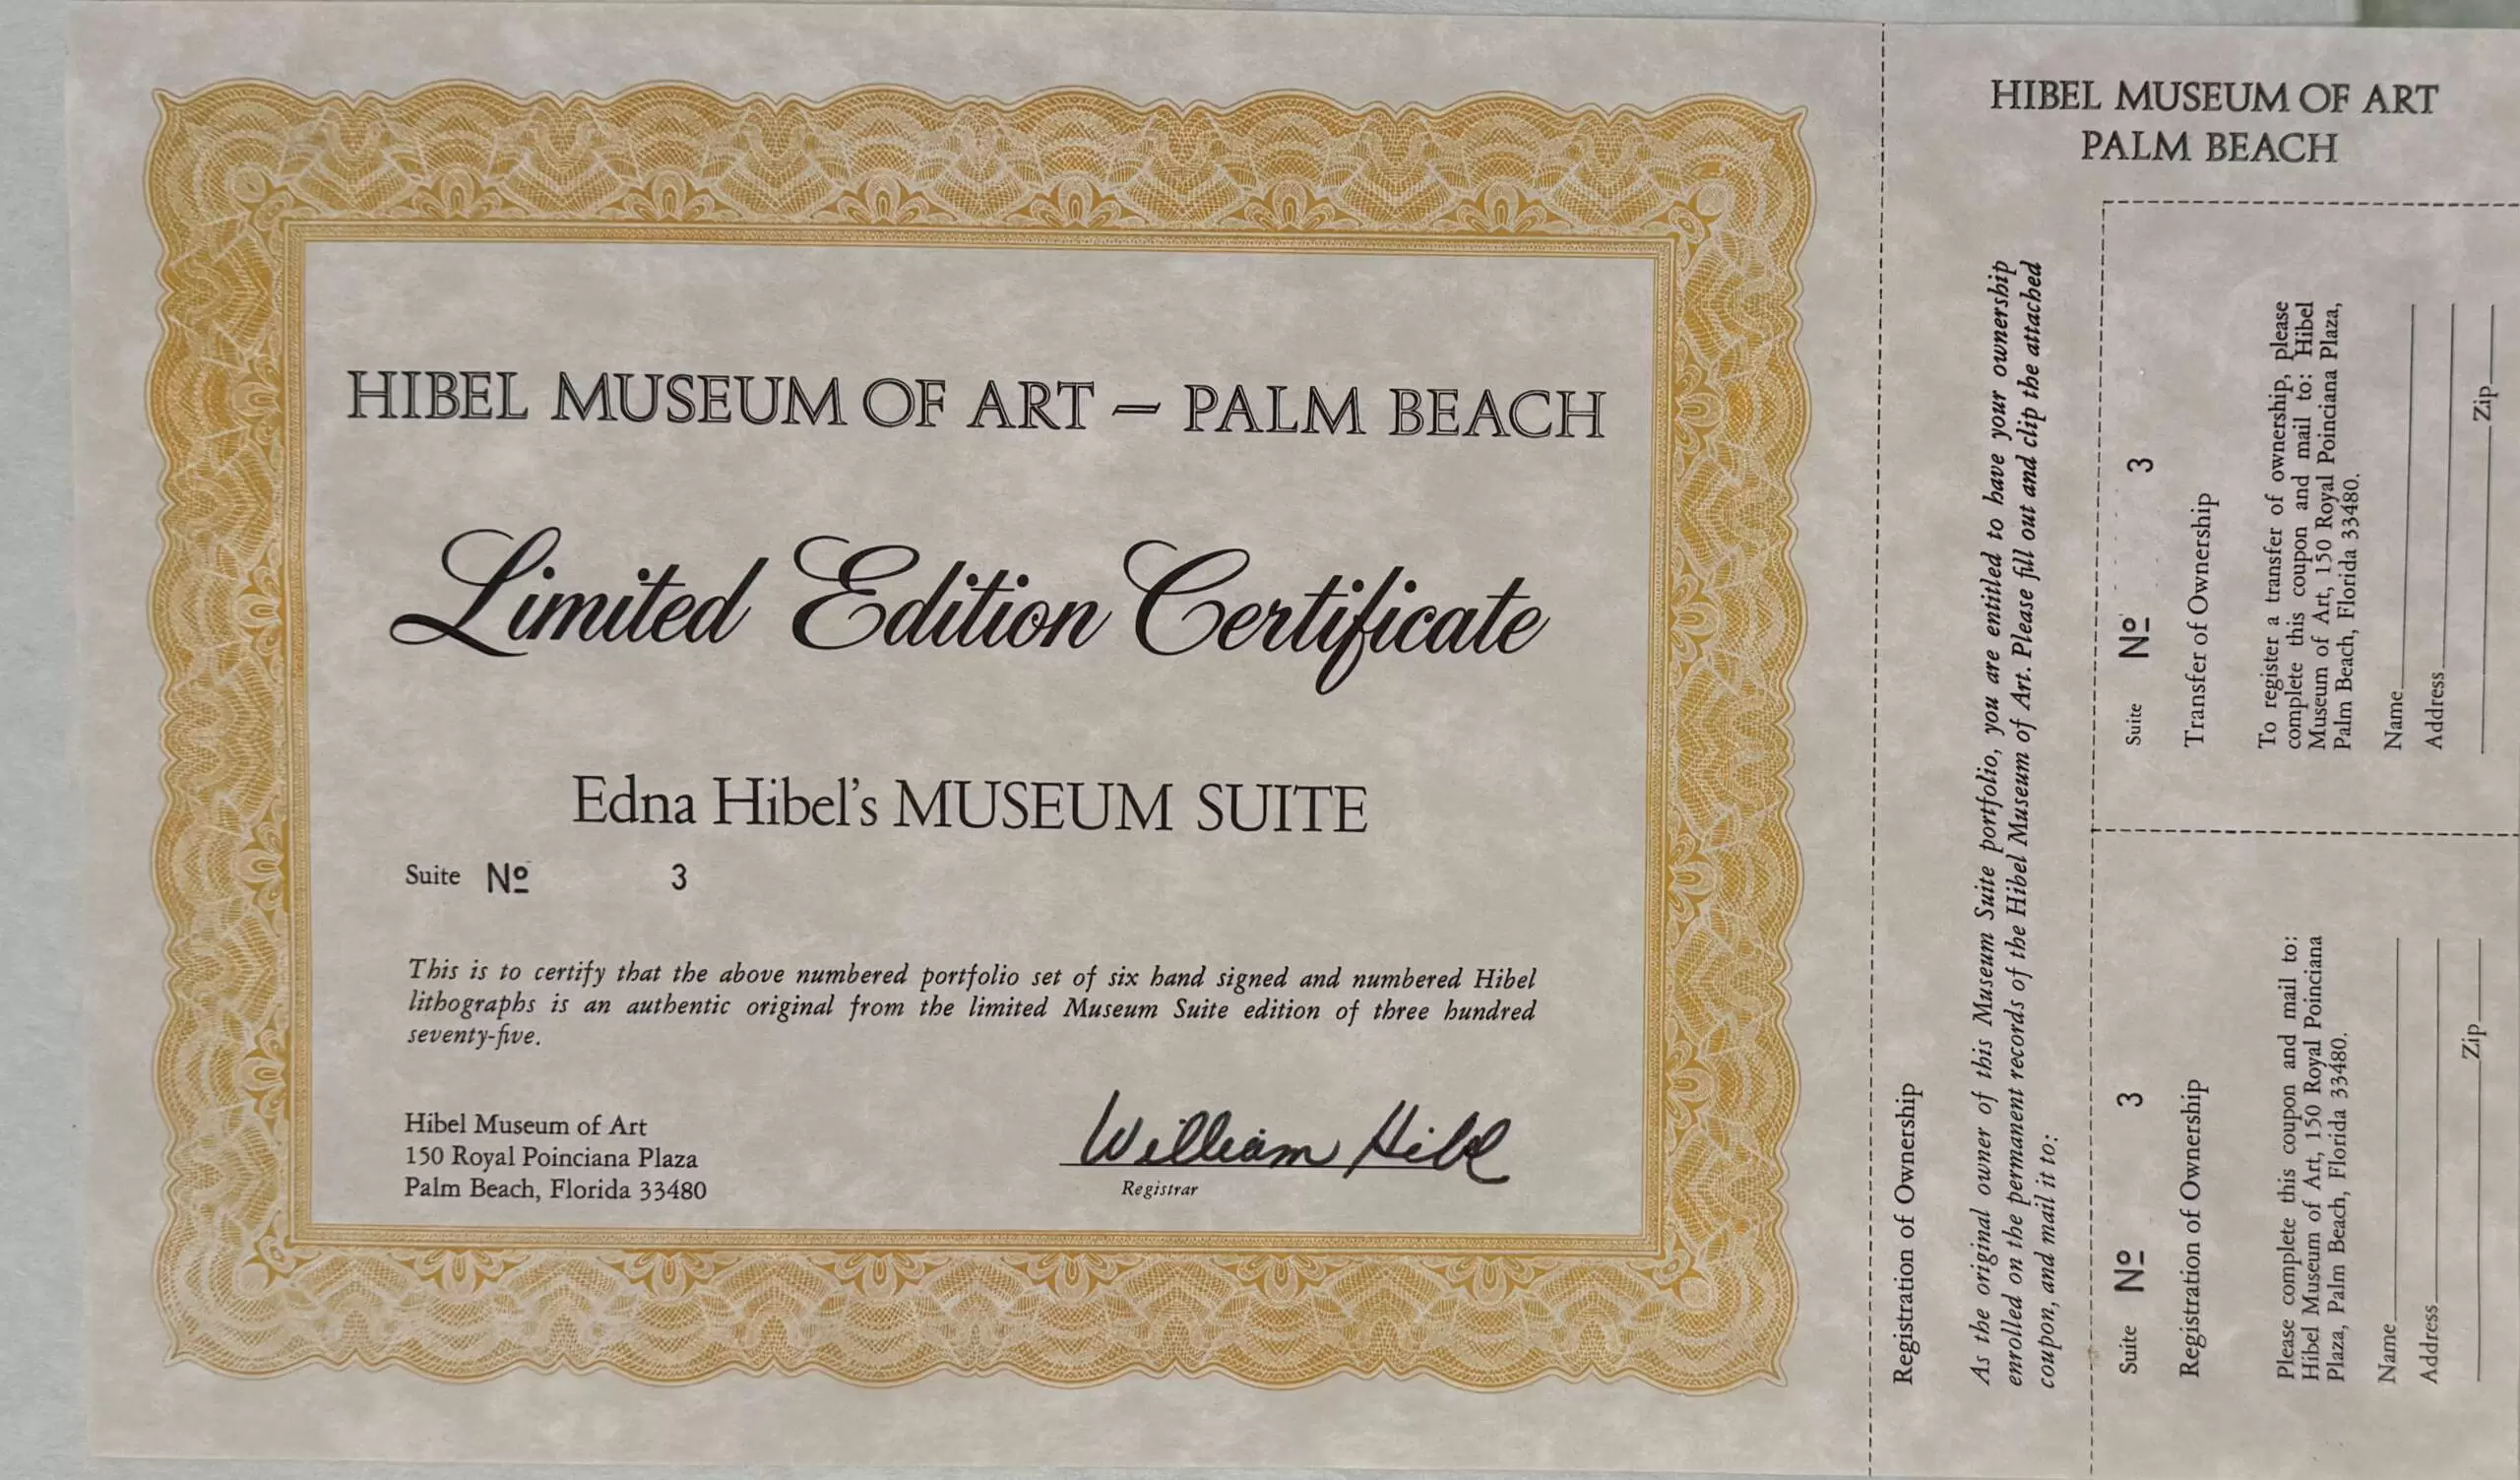 HIBEL MUSEUM OF ART — PALM BEACH
Limited Edition Certificate
Edna Hibel's MUSEUM SUITE
Suite Nº 3
This is to certify that the above numbered portfolio set of six hand signed and numbered Hibel
lithographs is an authentic original from the limited Museum Suite edition of three hundred
seventy-five.
Hibel Museum of Art
150 Royal Poinciana Plaza
Palm Beach, Florida 33480
William Hibel
Registrar
HIBEL MUSEUM OF ART
PALM BEACH
Registration of Ownership
As the original owner of this Museum Suite portfolio, you are entitled to have your ownership
enrolled on the permanent records of the Hibel Museum of Art. Please fill out and clip the attached
coupon, and mail it to:
Suite Nº 3
Registration of Ownership
Please complete this coupon and mail to:
Hibel Museum of Art, 150 Royal Poinciana
Plaza, Palm Beach, Florida 33480.
Name
Address
Zip
Suite Nº 3
Transfer of Ownership
To register a transfer of ownership, please
complete this coupon and mail to: Hibel
Museum of Art, 150 Royal Poinciana Plaza,
Palm Beach, Florida 33480.
Name
Address
Zip